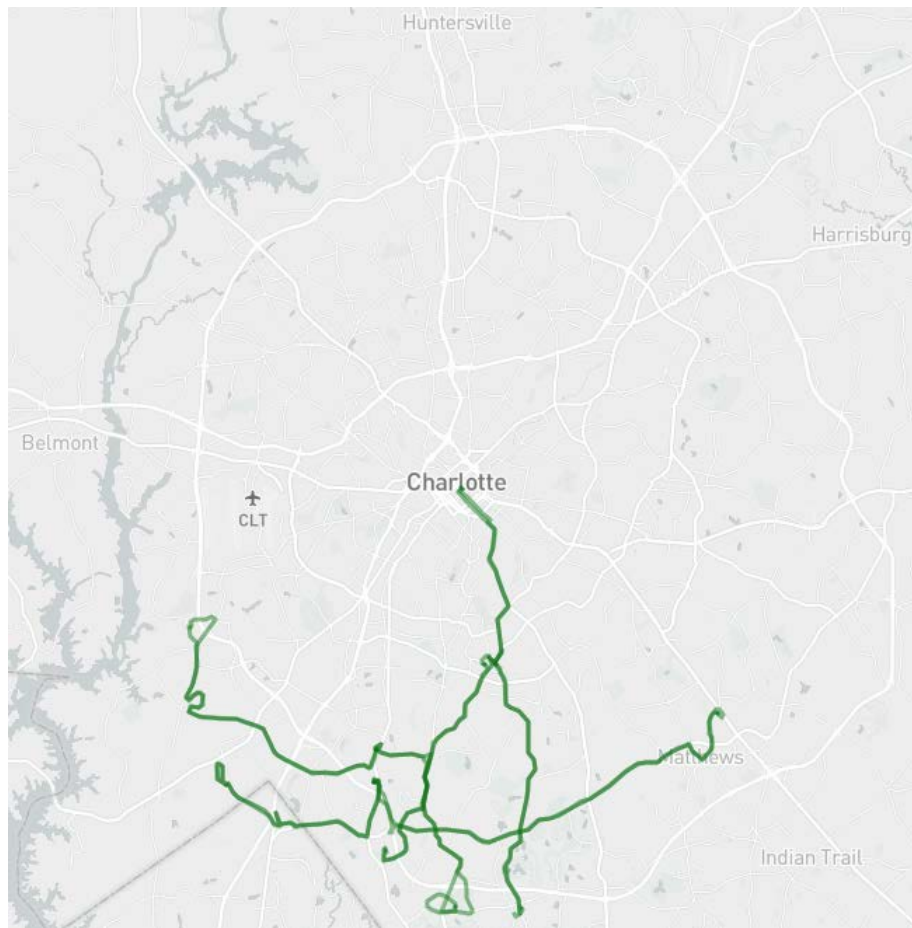 Huntersville
Harrisburg
Belmont
Charlotte
CLT
Matthews
Indian Trail